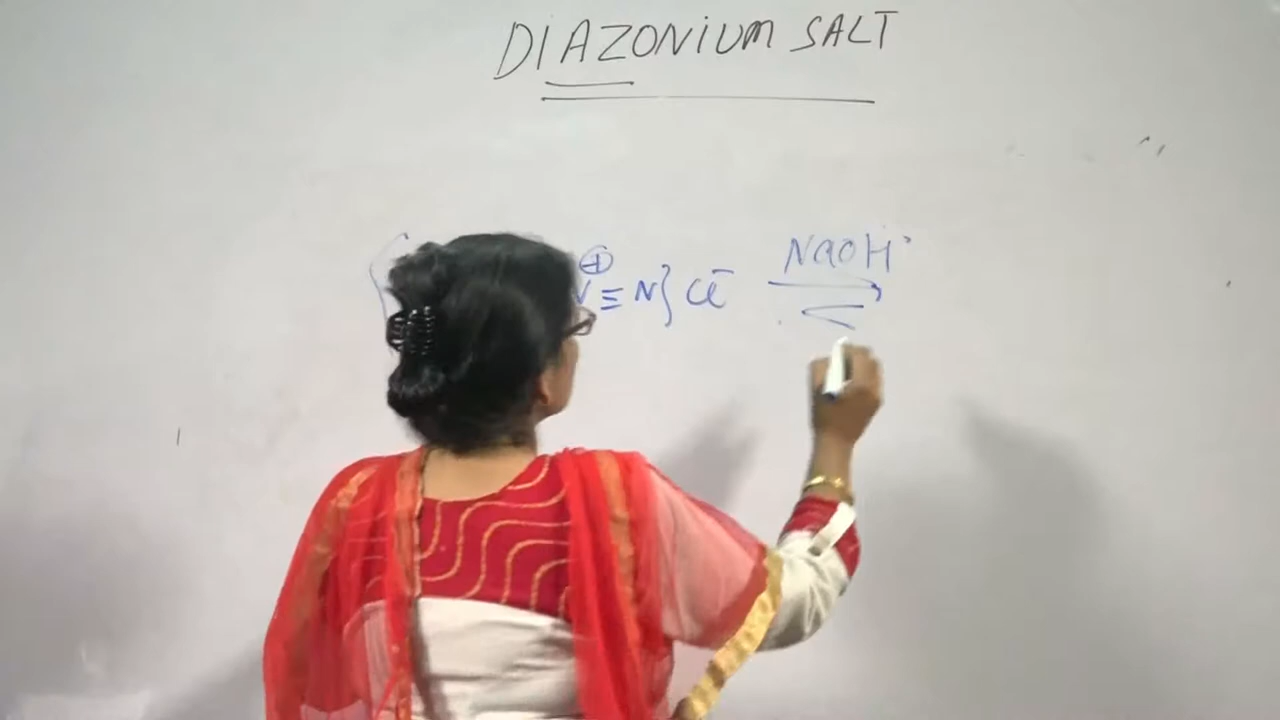 DIAZONIUM SALT
NaOH
⊕
≡ N} Cl⁻